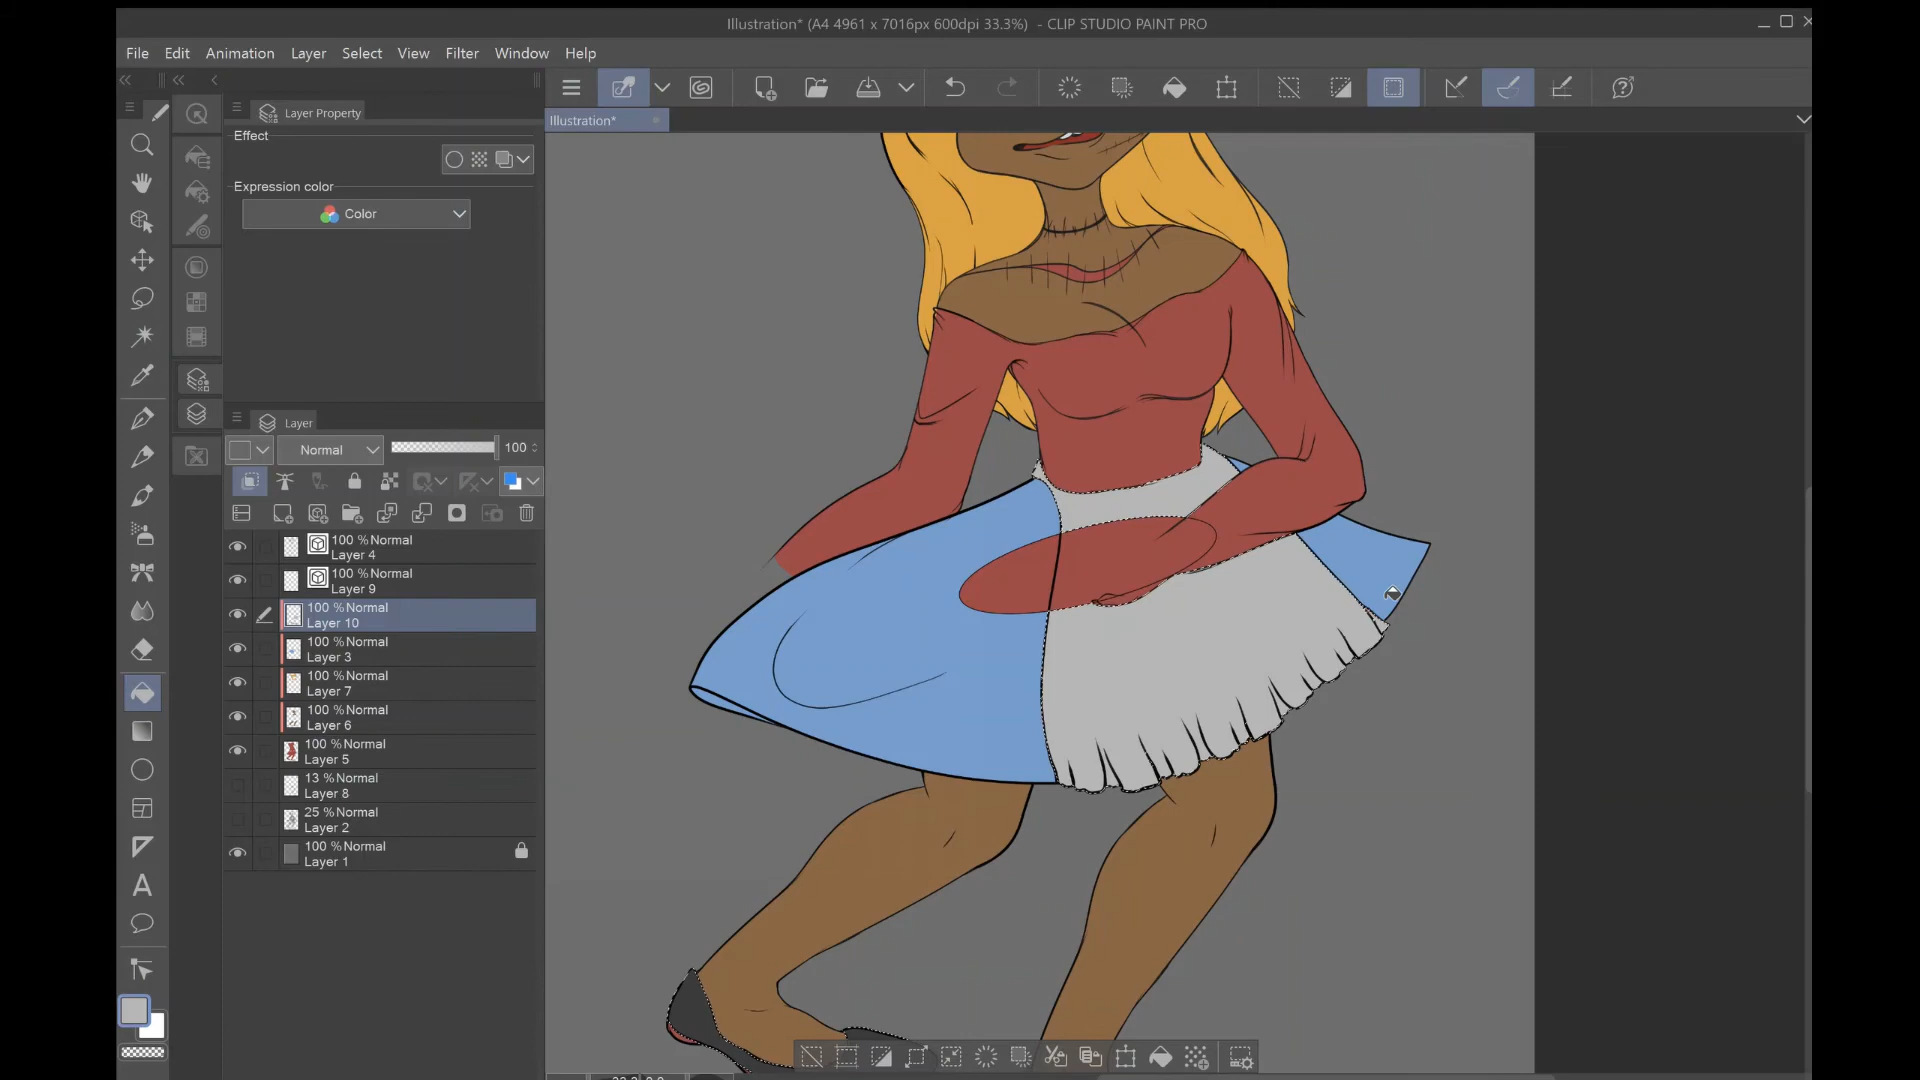 Illustration* (A4 4961 x 7016px 600dpi 33.3%) - CLIP STUDIO PAINT PRO
File Edit Animation Layer Select View Filter Window Help
Layer Property
Illustration*
Effect
Expression color
Color
Layer
Normal 100
100 %Normal
Layer 4
100 %Normal
Layer 9
100 %Normal
Layer 10
100 %Normal
Layer 3
100 %Normal
Layer 7
100 %Normal
Layer 6
100 %Normal
Layer 5
13 %Normal
Layer 8
25 %Normal
Layer 2
100 %Normal
Layer 1